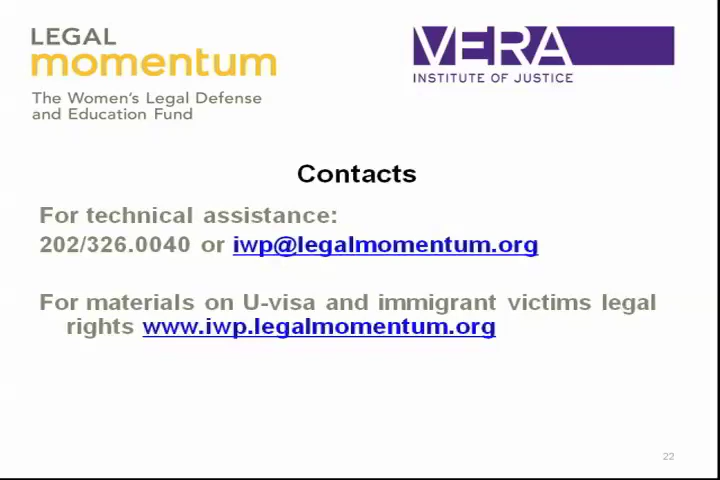 LEGAL
momentum
The Women's Legal Defense
and Education Fund
VERA
INSTITUTE OF JUSTICE
Contacts
For technical assistance:
202/326.0040 or iwp@legalmomentum.org
For materials on U-visa and immigrant victims legal
rights www.iwp.legalmomentum.org
22